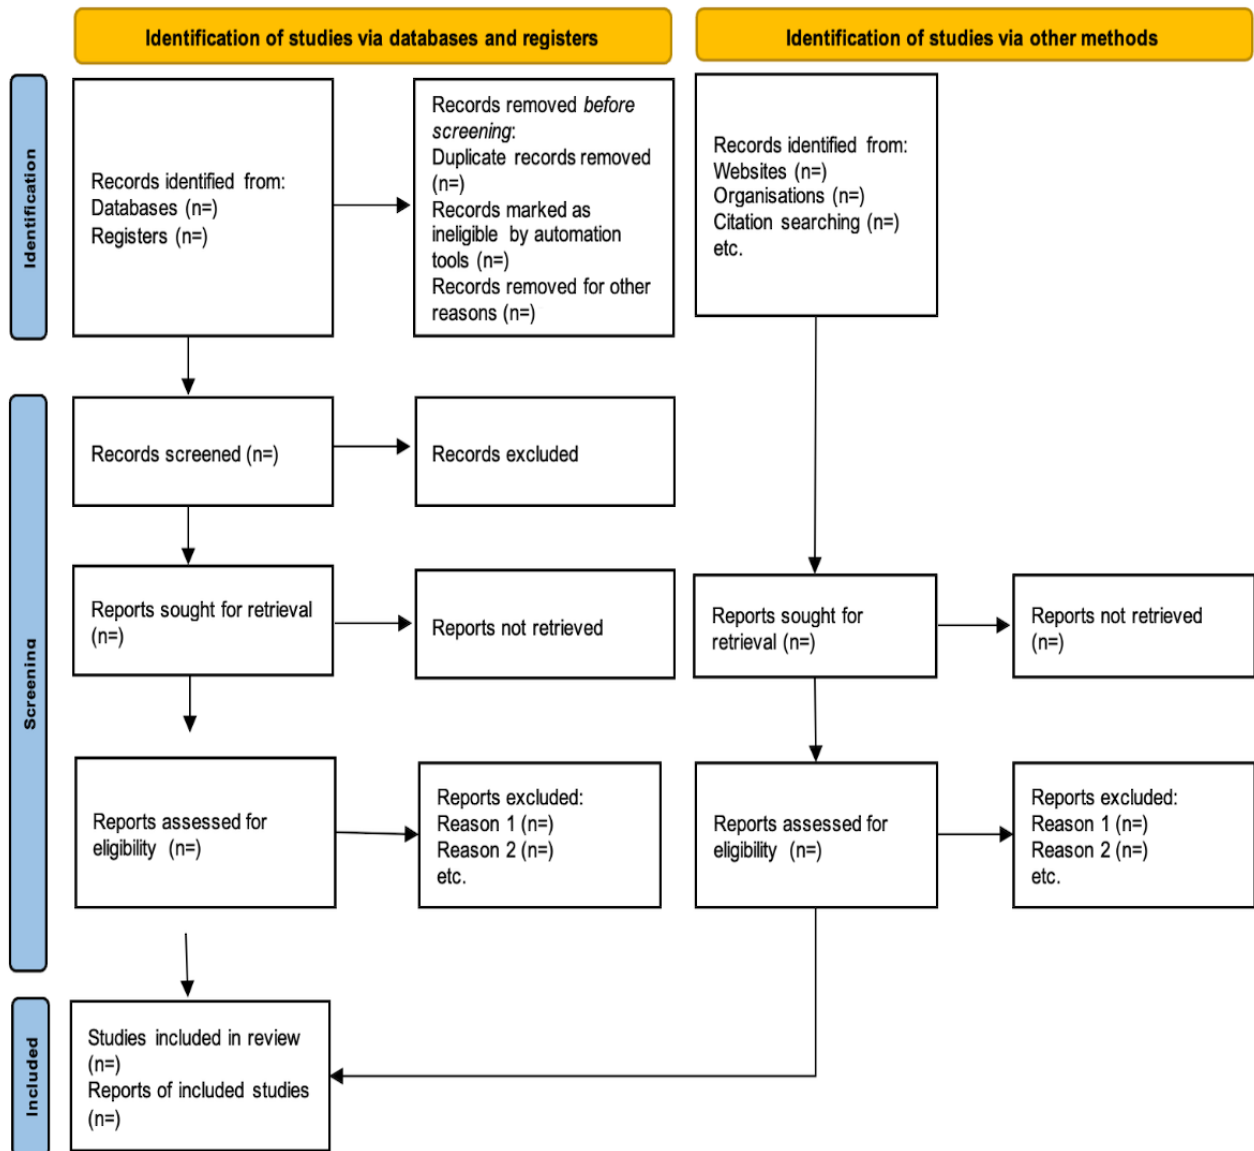 Identification of studies via databases and registers
Identification of studies via other methods
Identification
Records identified from:
Databases (n=)
Registers (n=)
Records removed before
screening:
Duplicate records removed
(n=)
Records marked as
ineligible by automation
tools (n=)
Records removed for other
reasons (n=)
Records identified from:
Websites (n=)
Organisations (n=)
Citation searching (n=)
etc.
Screening
Records screened (n=)
Records excluded
Reports sought for retrieval
(n=)
Reports not retrieved
Reports sought for
retrieval (n=)
Reports not retrieved
(n=)
Reports assessed for
eligibility (n=)
Reports excluded:
Reason 1 (n=)
Reason 2 (n=)
etc.
Reports assessed for
eligibility (n=)
Reports excluded:
Reason 1 (n=)
Reason 2 (n=)
etc.
Included
Studies included in review
(n=)
Reports of included studies
(n=)